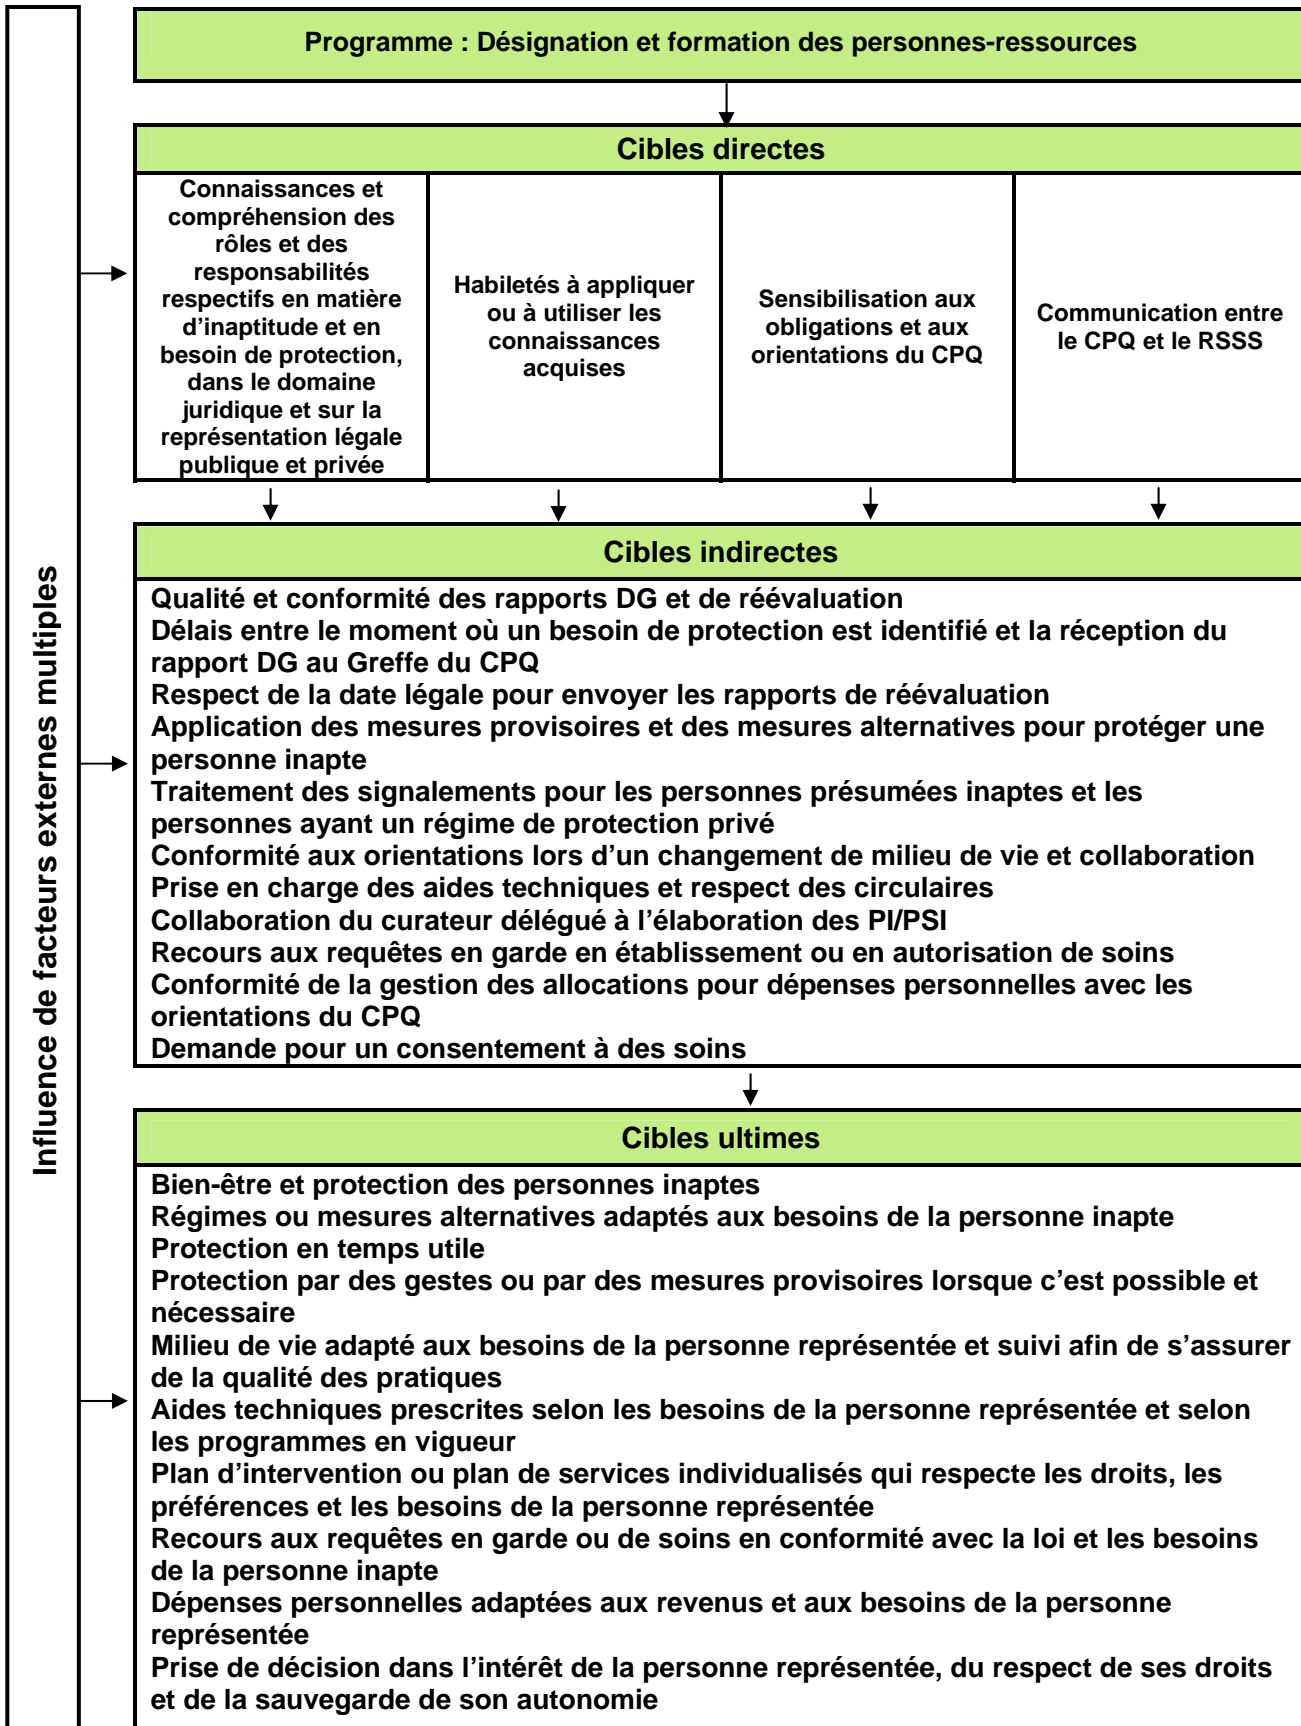 Influence de facteurs externes multiples
Programme : Désignation et formation des personnes-ressources
Cibles directes
Connaissances et
compréhension des
rôles et des
responsabilités
respectifs en matière
d'inaptitude et en
besoin de protection,
dans le domaine
juridique et sur la
représentation légale
publique et privée
Habiletés à appliquer
ou à utiliser les
connaissances
acquises
Sensibilisation aux
obligations et aux
orientations du CPQ
Communication entre
le CPQ et le RSSS
Cibles indirectes
Qualité et conformité des rapports DG et de réévaluation
Délais entre le moment où un besoin de protection est identifié et la réception du
rapport DG au Greffe du CPQ
Respect de la date légale pour envoyer les rapports de réévaluation
Application des mesures provisoires et des mesures alternatives pour protéger une
personne inapte
Traitement des signalements pour les personnes présumées inaptes et les
personnes ayant un régime de protection privé
Conformité aux orientations lors d'un changement de milieu de vie et collaboration
Prise en charge des aides techniques et respect des circulaires
Collaboration du curateur délégué à l'élaboration des PI/PSI
Recours aux requêtes en garde en établissement ou en autorisation de soins
Conformité de la gestion des allocations pour dépenses personnelles avec les
orientations du CPQ
Demande pour un consentement à des soins
Cibles ultimes
Bien-être et protection des personnes inaptes
Régimes ou mesures alternatives adaptés aux besoins de la personne inapte
Protection en temps utile
Protection par des gestes ou par des mesures provisoires lorsque c'est possible et
nécessaire
Milieu de vie adapté aux besoins de la personne représentée et suivi afin de s'assurer
de la qualité des pratiques
Aides techniques prescrites selon les besoins de la personne représentée et selon
les programmes en vigueur
Plan d'intervention ou plan de services individualisés qui respecte les droits, les
préférences et les besoins de la personne représentée
Recours aux requêtes en garde ou de soins en conformité avec la loi et les besoins
de la personne inapte
Dépenses personnelles adaptées aux revenus et aux besoins de la personne
représentée
Prise de décision dans l'intérêt de la personne représentée, du respect de ses droits
et de la sauvegarde de son autonomie